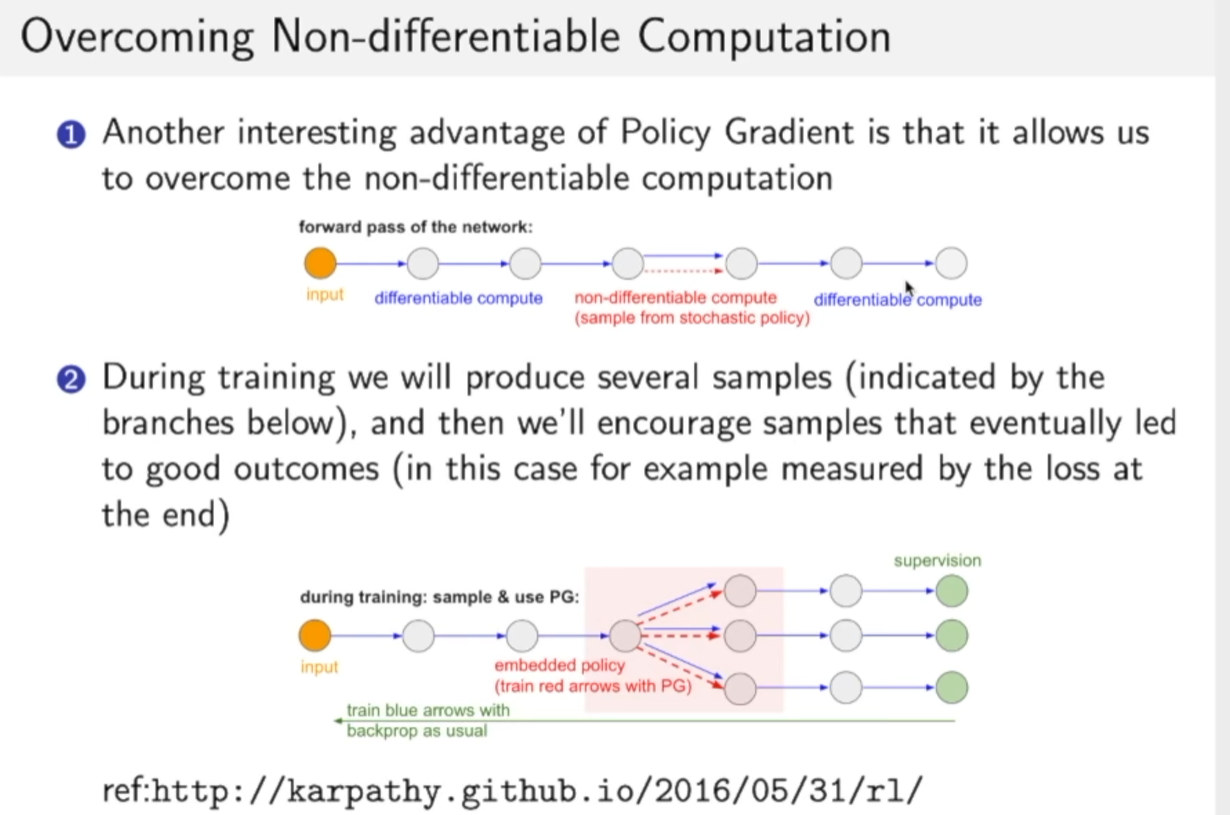 Overcoming Non-differentiable Computation
1 Another interesting advantage of Policy Gradient is that it allows us
to overcome the non-differentiable computation
forward pass of the network:
input
differentiable compute
non-differentiable compute
(sample from stochastic policy)
differentiable compute
2 During training we will produce several samples (indicated by the
branches below), and then we'll encourage samples that eventually led
to good outcomes (in this case for example measured by the loss at
the end)
supervision
during training: sample & use PG:
input
embedded policy
(train red arrows with PG)
train blue arrows with
backprop as usual
ref:http://karpathy.github.io/2016/05/31/rl/